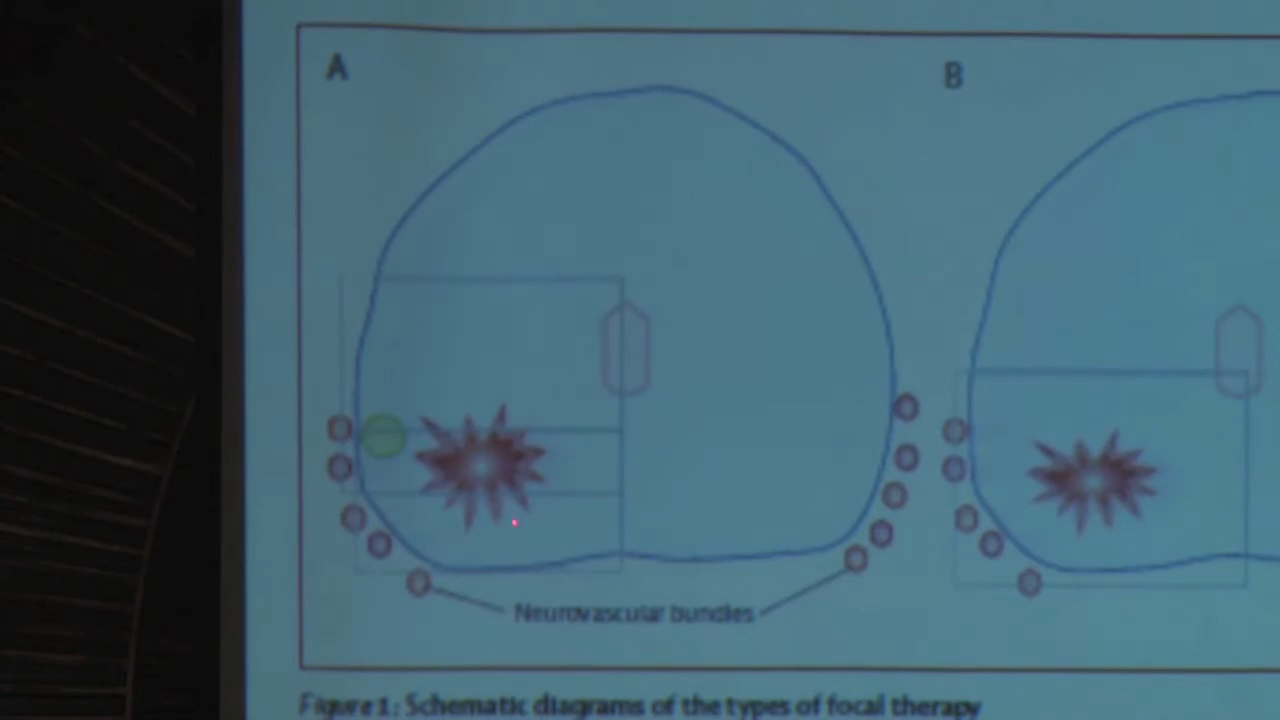 A
B
Neurovascular bundles
Figure 1: Schematic diagrams of the types of focal therapy